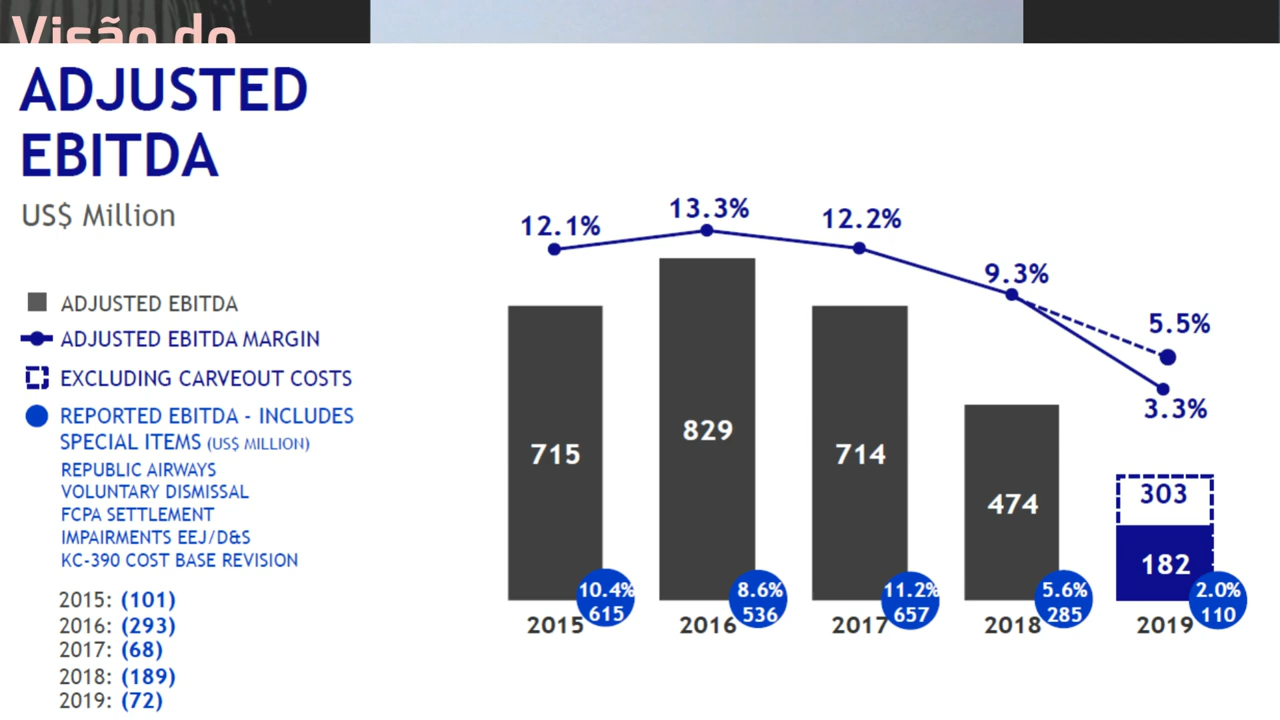 Visão do
ADJUSTED
EBITDA
US$ Million
ADJUSTED EBITDA
ADJUSTED EBITDA MARGIN
EXCLUDING CARVEOUT COSTS
REPORTED EBITDA - INCLUDES
SPECIAL ITEMS (US$ MILLION)
REPUBLIC AIRWAYS
VOLUNTARY DISMISSAL
FCPA SETTLEMENT
IMPAIRMENTS EEJ/D&S
KC-390 COST BASE REVISION
2015: (101)
2016: (293)
2017: (68)
2018: (189)
2019: (72)
12.1%
13.3%
12.2%
9.3%
5.5%
3.3%
715
829
714
474
303
182
10.4%
615
8.6%
536
11.2%
657
5.6%
285
2.0%
110
2015
2016
2017
2018
2019